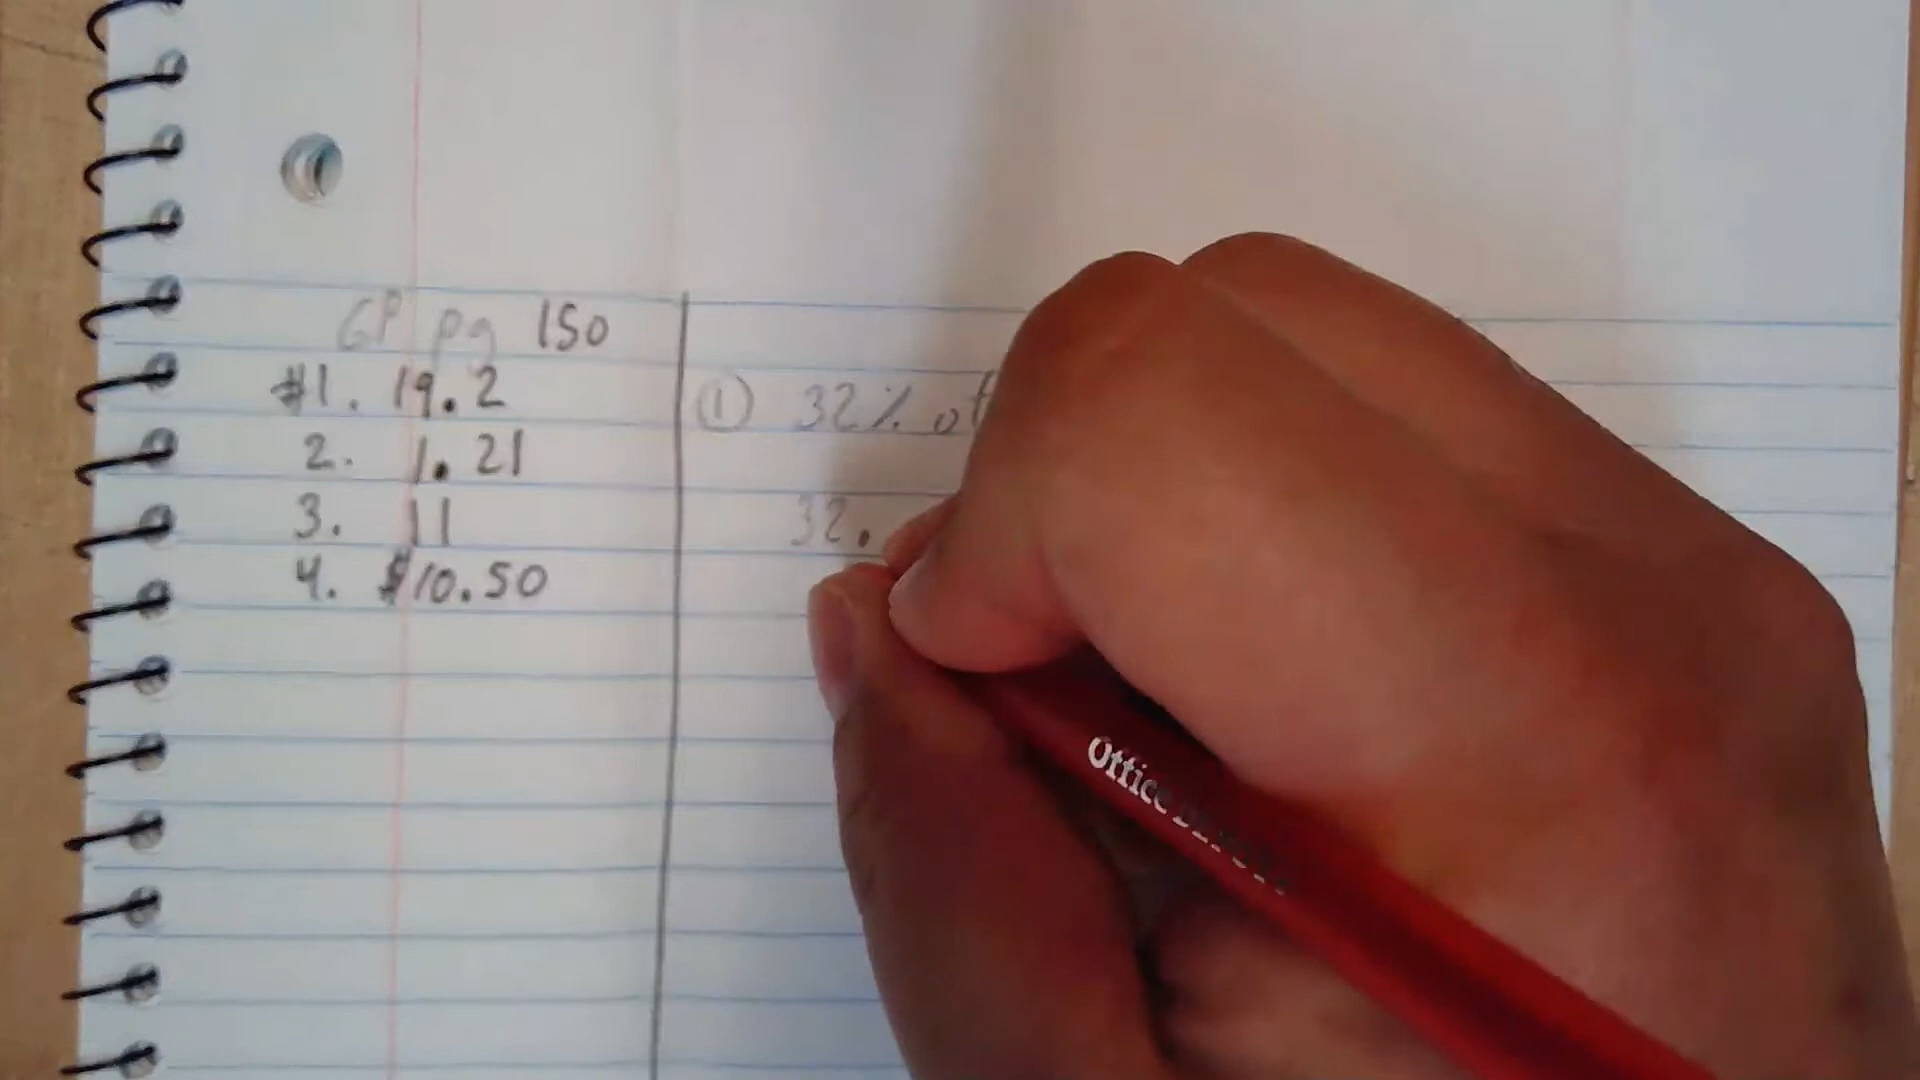 GP pg 150
#1. 19.2
2. 1.21
3. 11
4. $10.50
① 32% of
32.
Office DEPOT